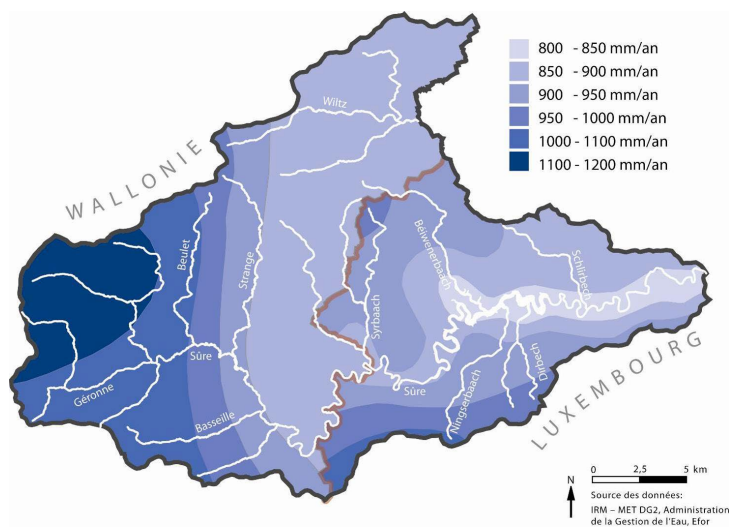 800 - 850 mm/an
850 - 900 mm/an
900 - 950 mm/an
950 - 1000 mm/an
1000 - 1100 mm/an
1100 - 1200 mm/an
WALLONIE
Wiltz
Beulet
Strange
Béiwenerbaach
Schlirbech
Syrbaach
Sûre
Géronne
Sûre
Dirbech
Ningserbaach
Basseille
LUXEMBOURG
N
0 2,5 5 km
Source des données:
IRM – MET DG2, Administration
de la Gestion de l'Eau, Efor